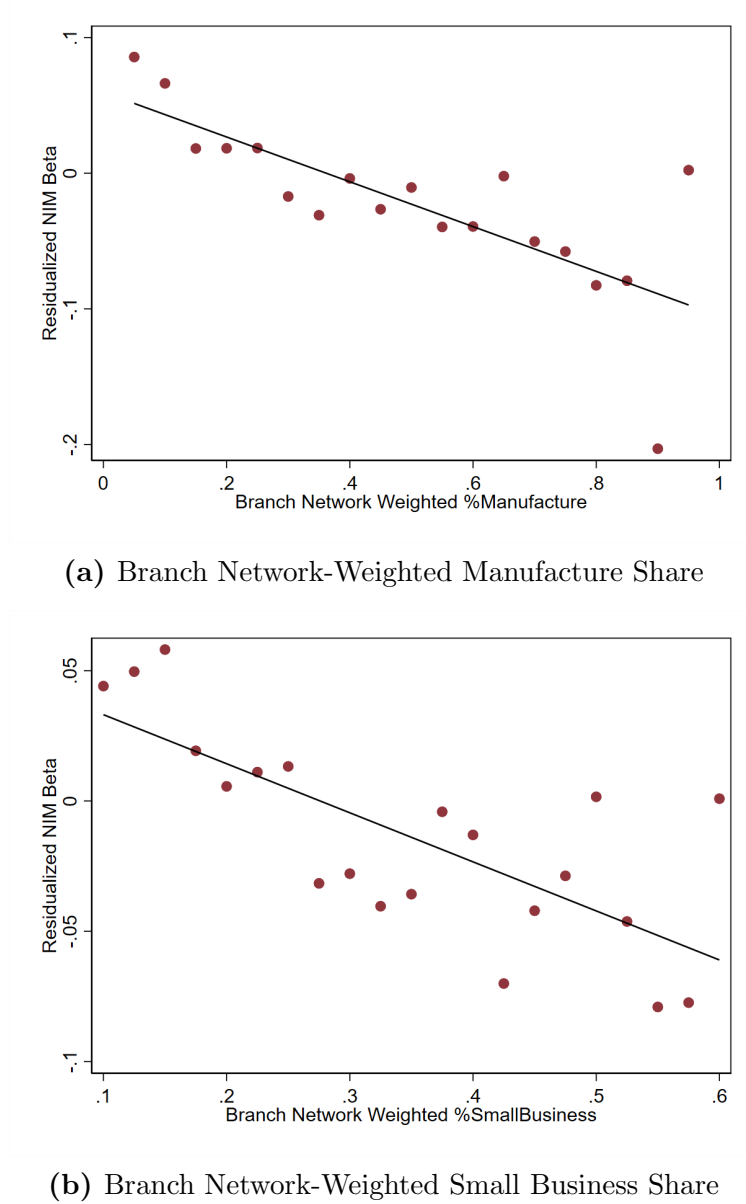 .1
0
-.1
-.2
Residualized NIM Beta
0 .2 .4 .6 .8 1
Branch Network Weighted %Manufacture
(a) Branch Network-Weighted Manufacture Share
.05
0
-.05
-.1
Residualized NIM Beta
.1 .2 .3 .4 .5 .6
Branch Network Weighted %SmallBusiness
(b) Branch Network-Weighted Small Business Share